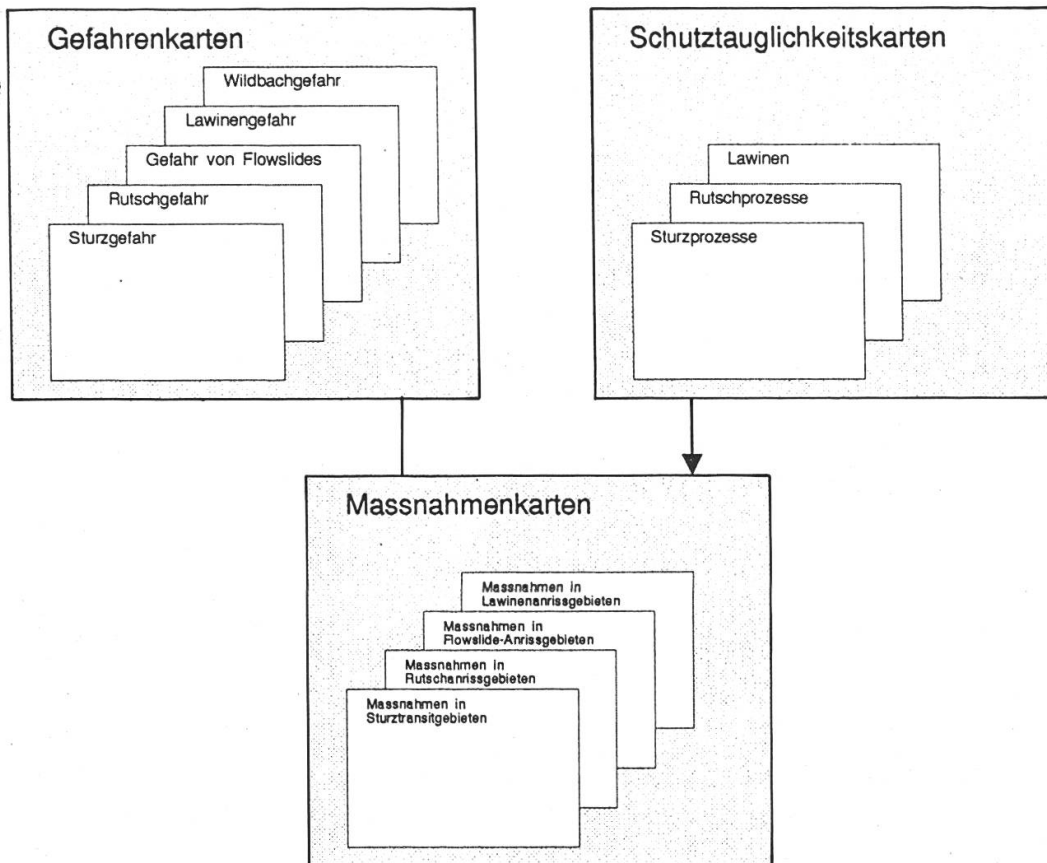 Gefahrenkarten
Wildbachgefahr
Lawinengefahr
Gefahr von Flowslides
Rutschgefahr
Sturzgefahr
Schutztauglichkeitskarten
Lawinen
Rutschprozesse
Sturzprozesse
Massnahmenkarten
Massnahmen in
Lawinenanrissgebieten
Massnahmen in
Flowslide-Anrissgebieten
Massnahmen in
Rutschanrissgebieten
Massnahmen in
Sturztransitgebieten